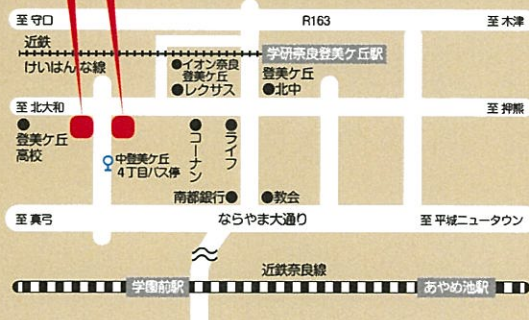 至 守口
R163
至 木津
近鉄
けいはんな線
学研奈良登美ケ丘駅
●イオン奈良
登美ケ丘
●レクサス
登美ケ丘
●北中
至 北大和
至 押熊
登美ケ丘
高校
中登美ケ丘
4丁目バス停
コーナン
ライフ
南都銀行●
●教会
至 真弓
ならやま大通り
至 平城ニュータウン
近鉄奈良線
学園前駅
あやめ池駅